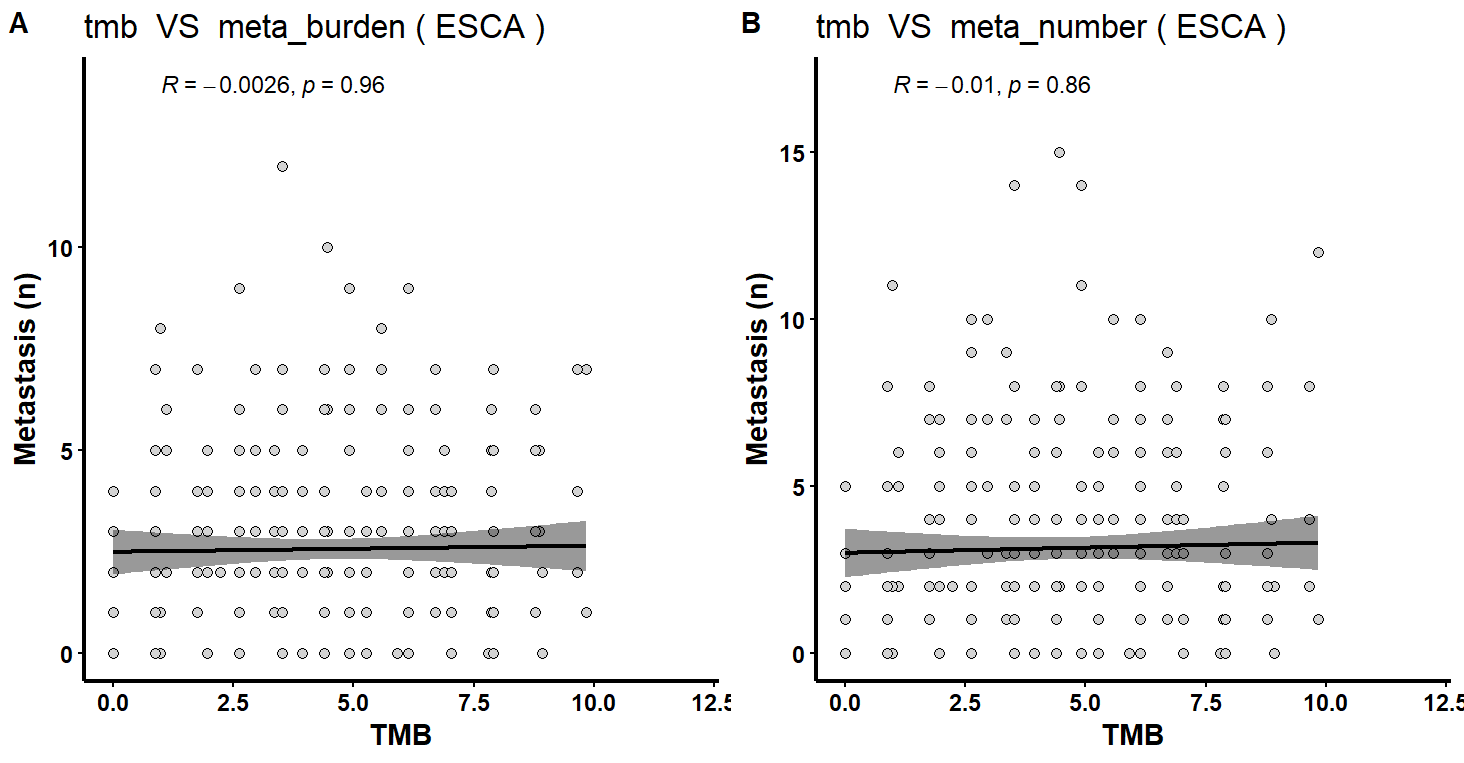 A
tmb VS meta_burden ( ESCA )
R = −0.0026, p = 0.96
Metastasis (n)
10
5
0
0.0 2.5 5.0 7.5 10.0 12.5
TMB
B
tmb VS meta_number ( ESCA )
R = −0.01, p = 0.86
Metastasis (n)
15
10
5
0
0.0 2.5 5.0 7.5 10.0 12.5
TMB